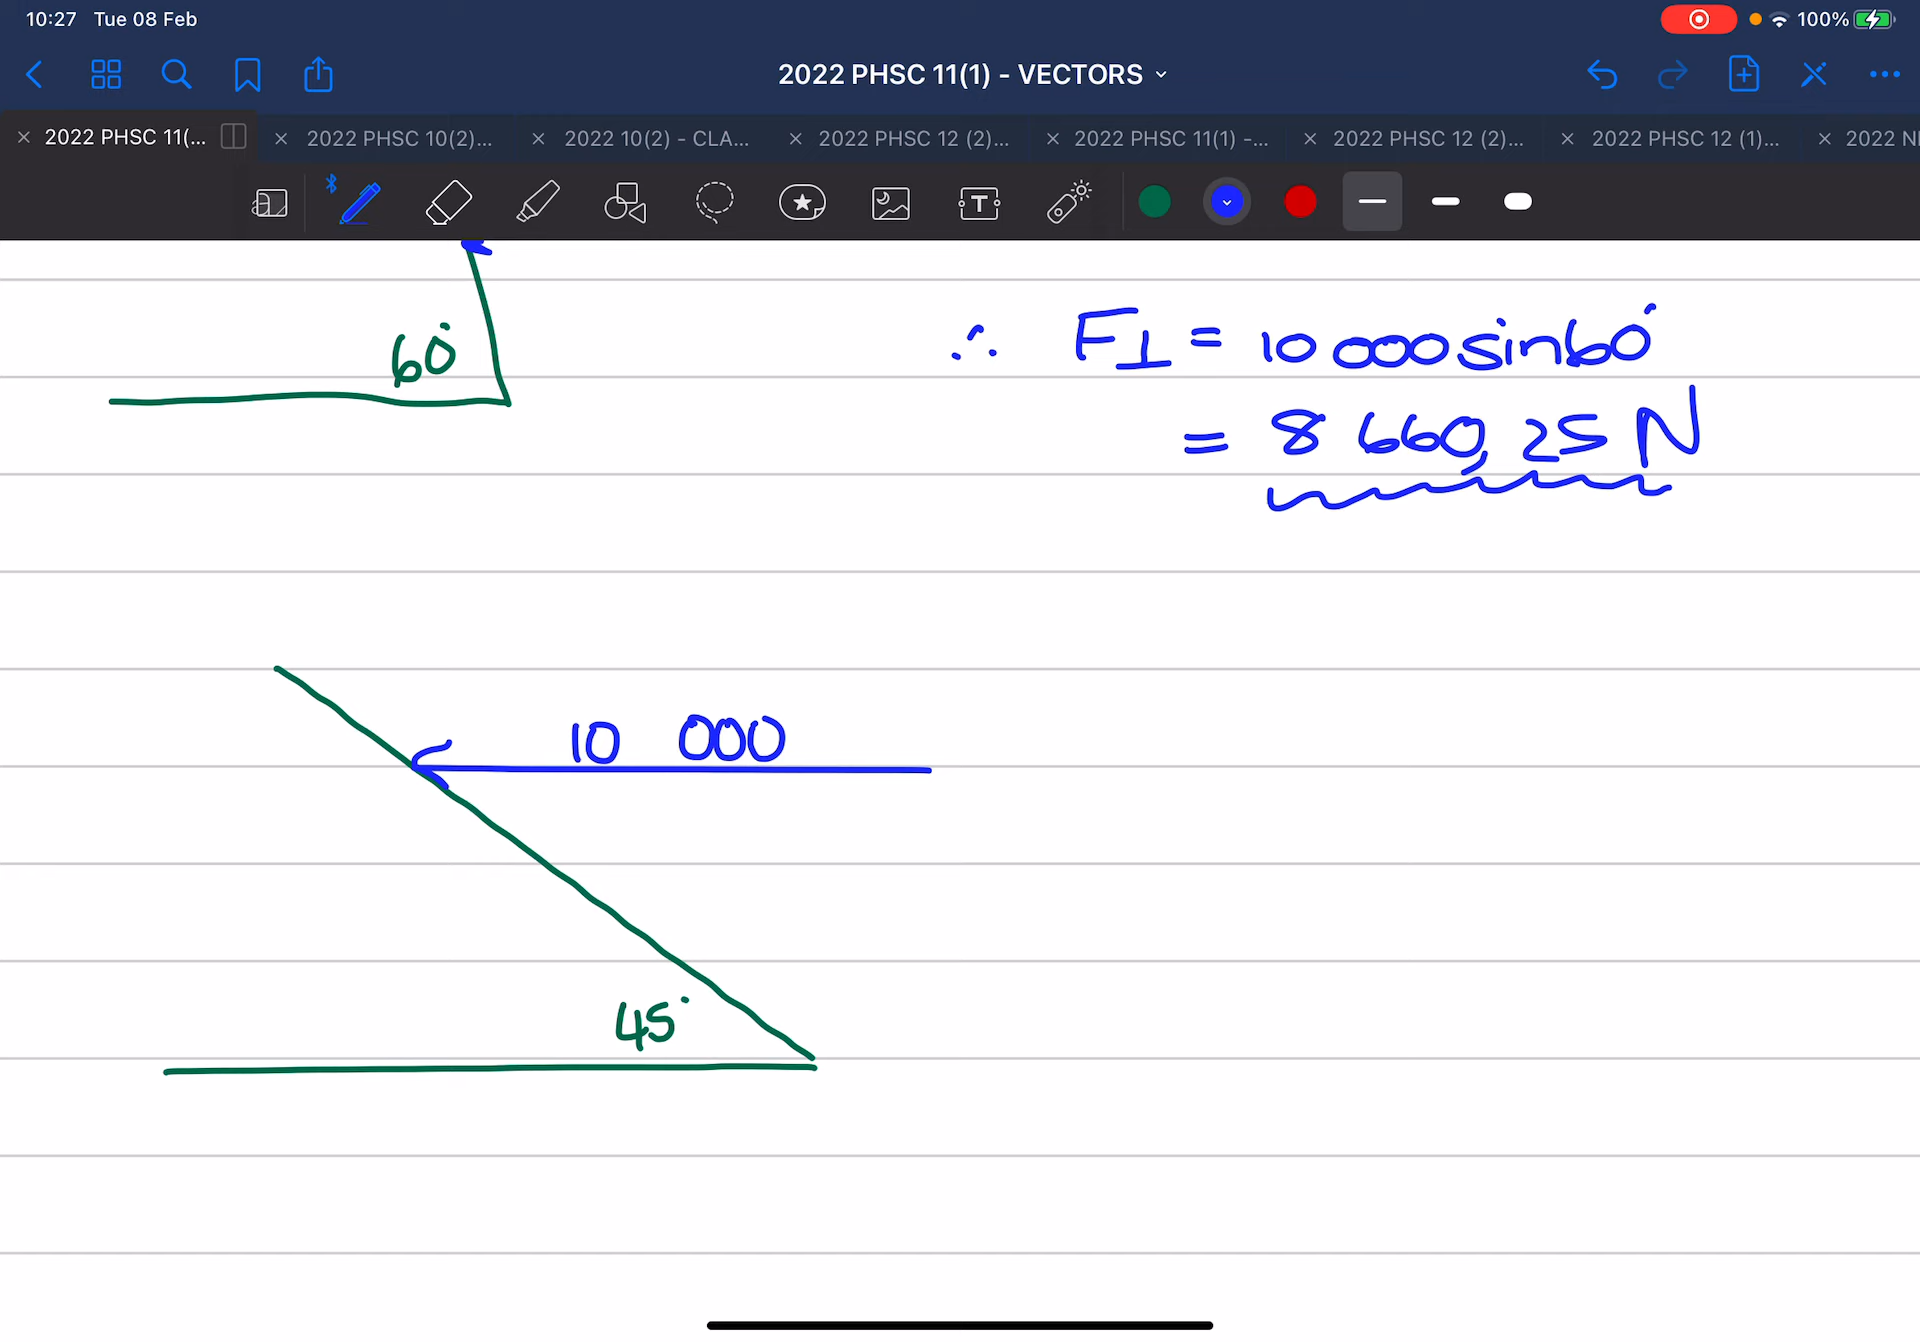 10:27 Tue 08 Feb
100%
2022 PHSC 11(1) - VECTORS
2022 PHSC 11(...
2022 PHSC 10(2)...
2022 10(2) - CLA...
2022 PHSC 12 (2)...
2022 PHSC 11(1) -...
2022 PHSC 12 (2)...
2022 PHSC 12 (1)...
2022 N
T
60°
∴ F⊥ = 10 000 sin60°
= 8 660,25 N
10 000
45°